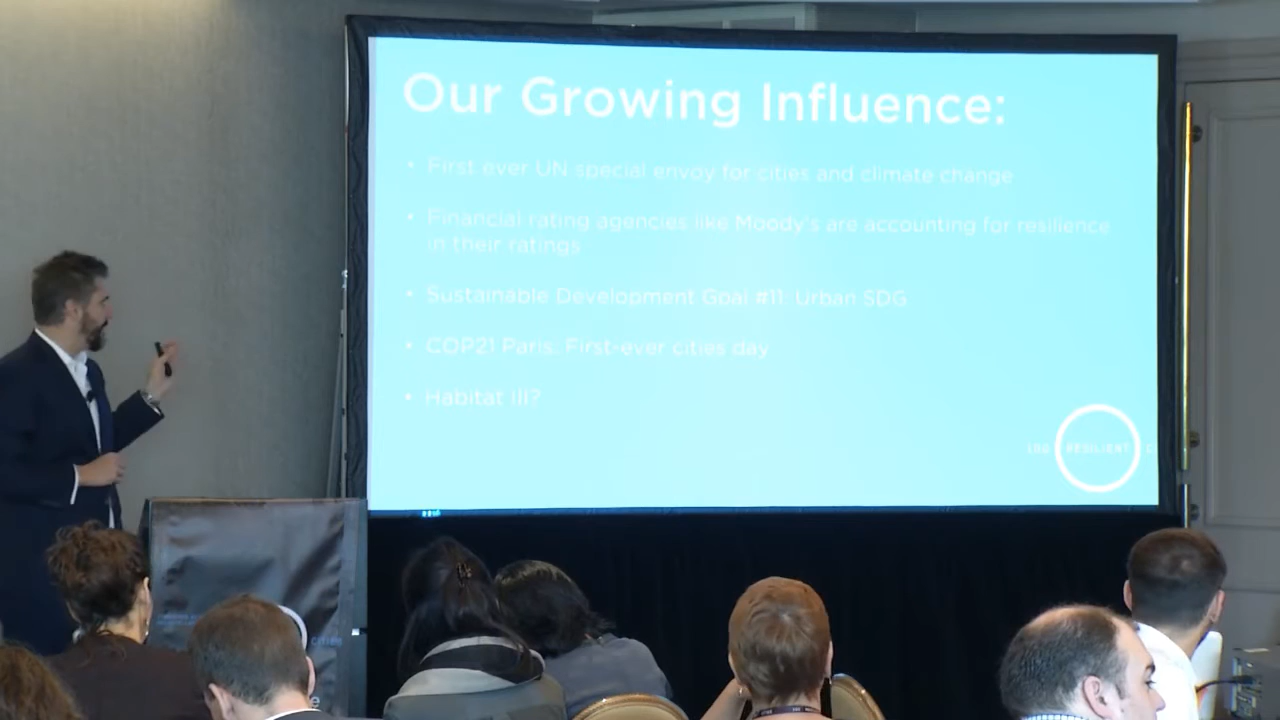 Our Growing Influence:
• First ever UN special envoy for cities and climate change
• Financial rating agencies like Moody's are accounting for resilience
in their ratings
• Sustainable Development Goal #11: Urban SDG
• COP21 Paris: First-ever cities day
• Habitat III?
100 RESILIENT C